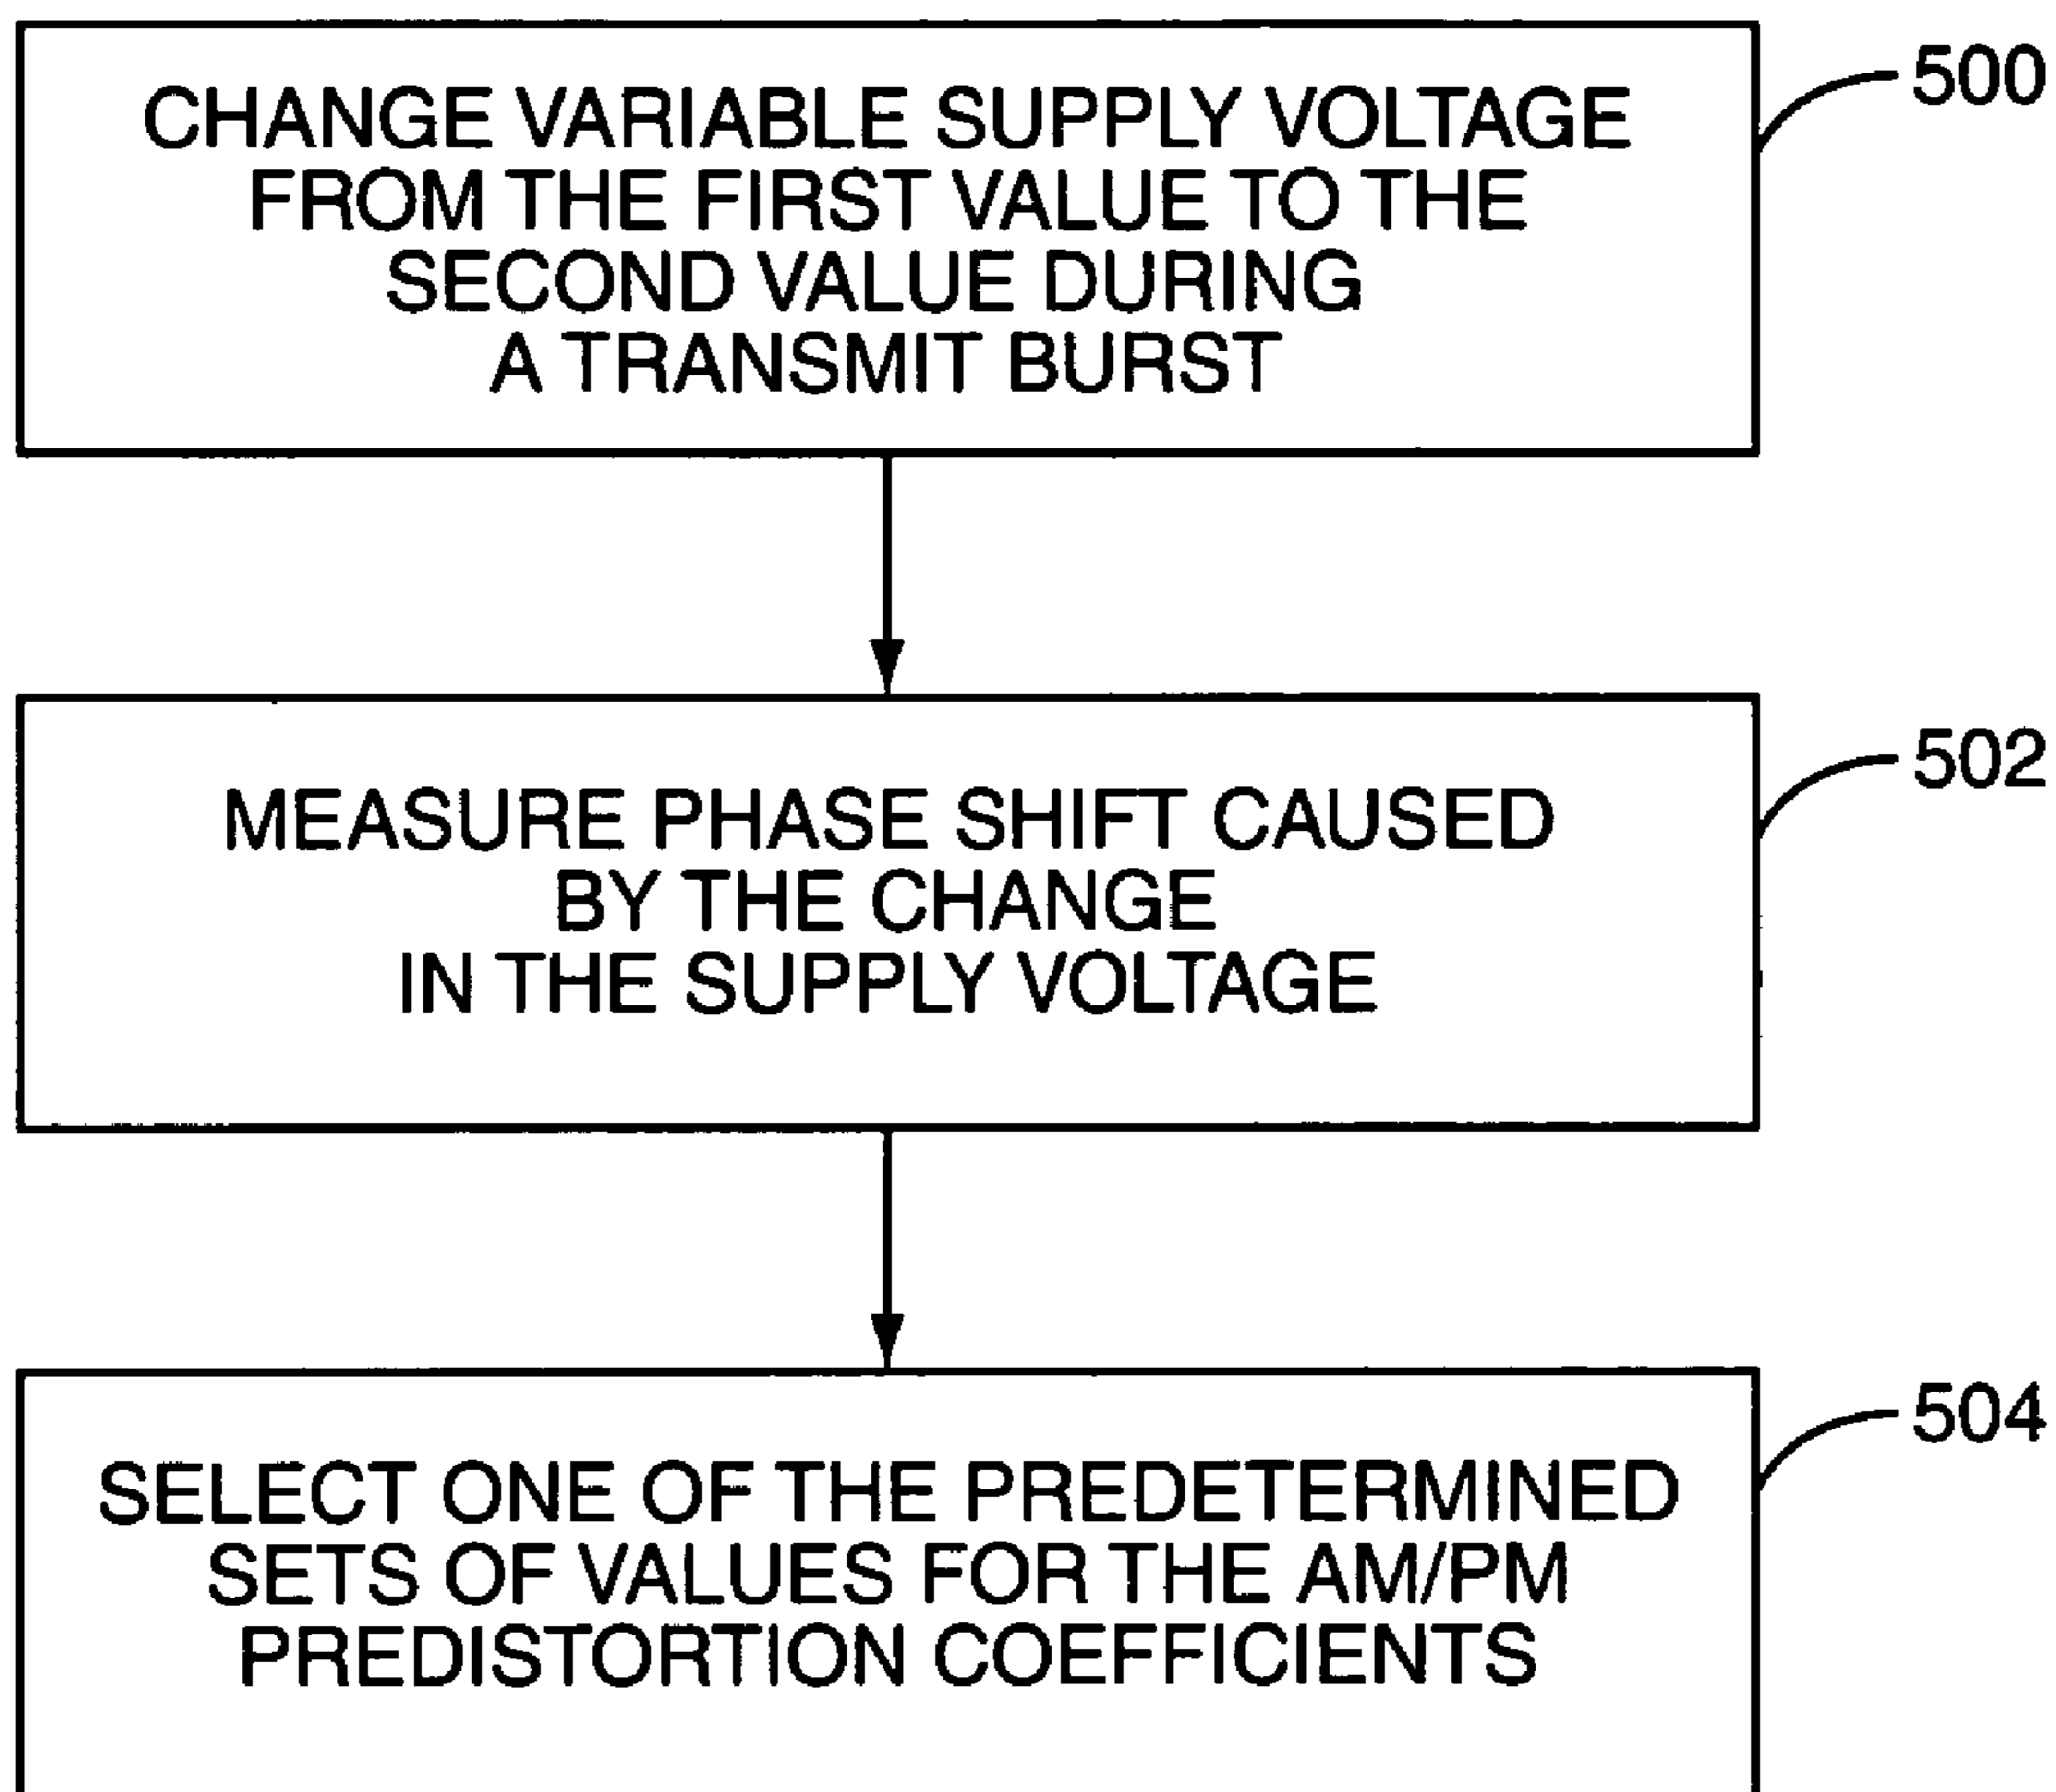 CHANGE VARIABLE SUPPLY VOLTAGE
FROM THE FIRST VALUE TO THE
SECOND VALUE DURING
A TRANSMIT BURST
500
MEASURE PHASE SHIFT CAUSED
BY THE CHANGE
IN THE SUPPLY VOLTAGE
502
SELECT ONE OF THE PREDETERMINED
SETS OF VALUES FOR THE AM/PM
PREDISTORTION COEFFICIENTS
504